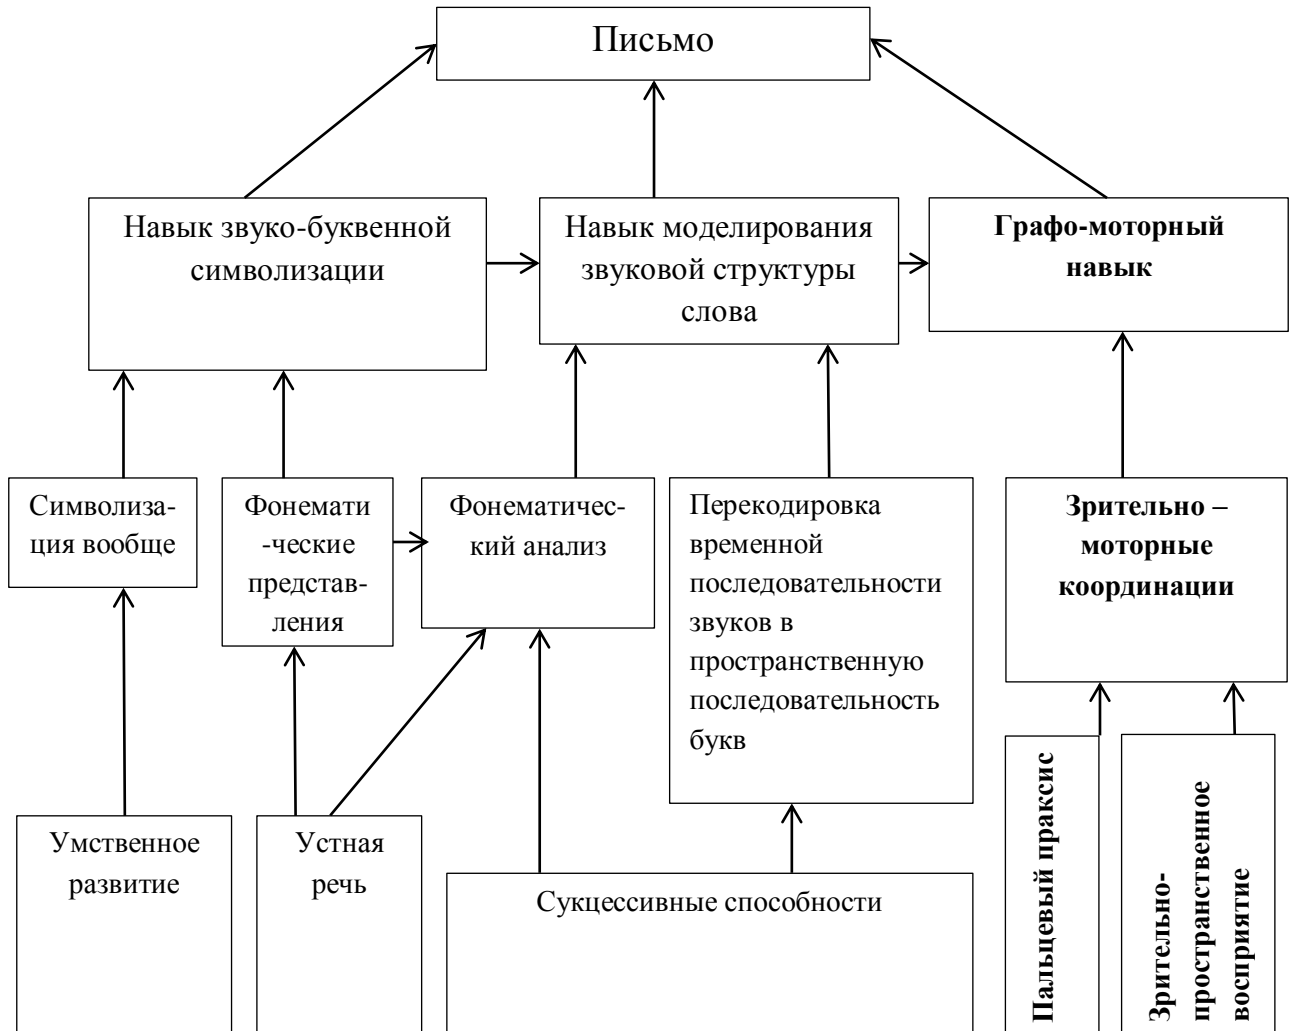 Письмо
Навык звуко-буквенной
символизации
Навык моделирования
звуковой структуры
слова
Графо-моторный
навык
Символиза-
ция вообще
Фонемати
-ческие
представ-
ления
Фонематичес-
кий анализ
Перекодировка
временной
последовательности
звуков в
пространственную
последовательность
букв
Зрительно –
моторные
координации
Умственное
развитие
Устная
речь
Сукцессивные способности
Пальцевый праксис
Зрительно-
пространственное
восприятие